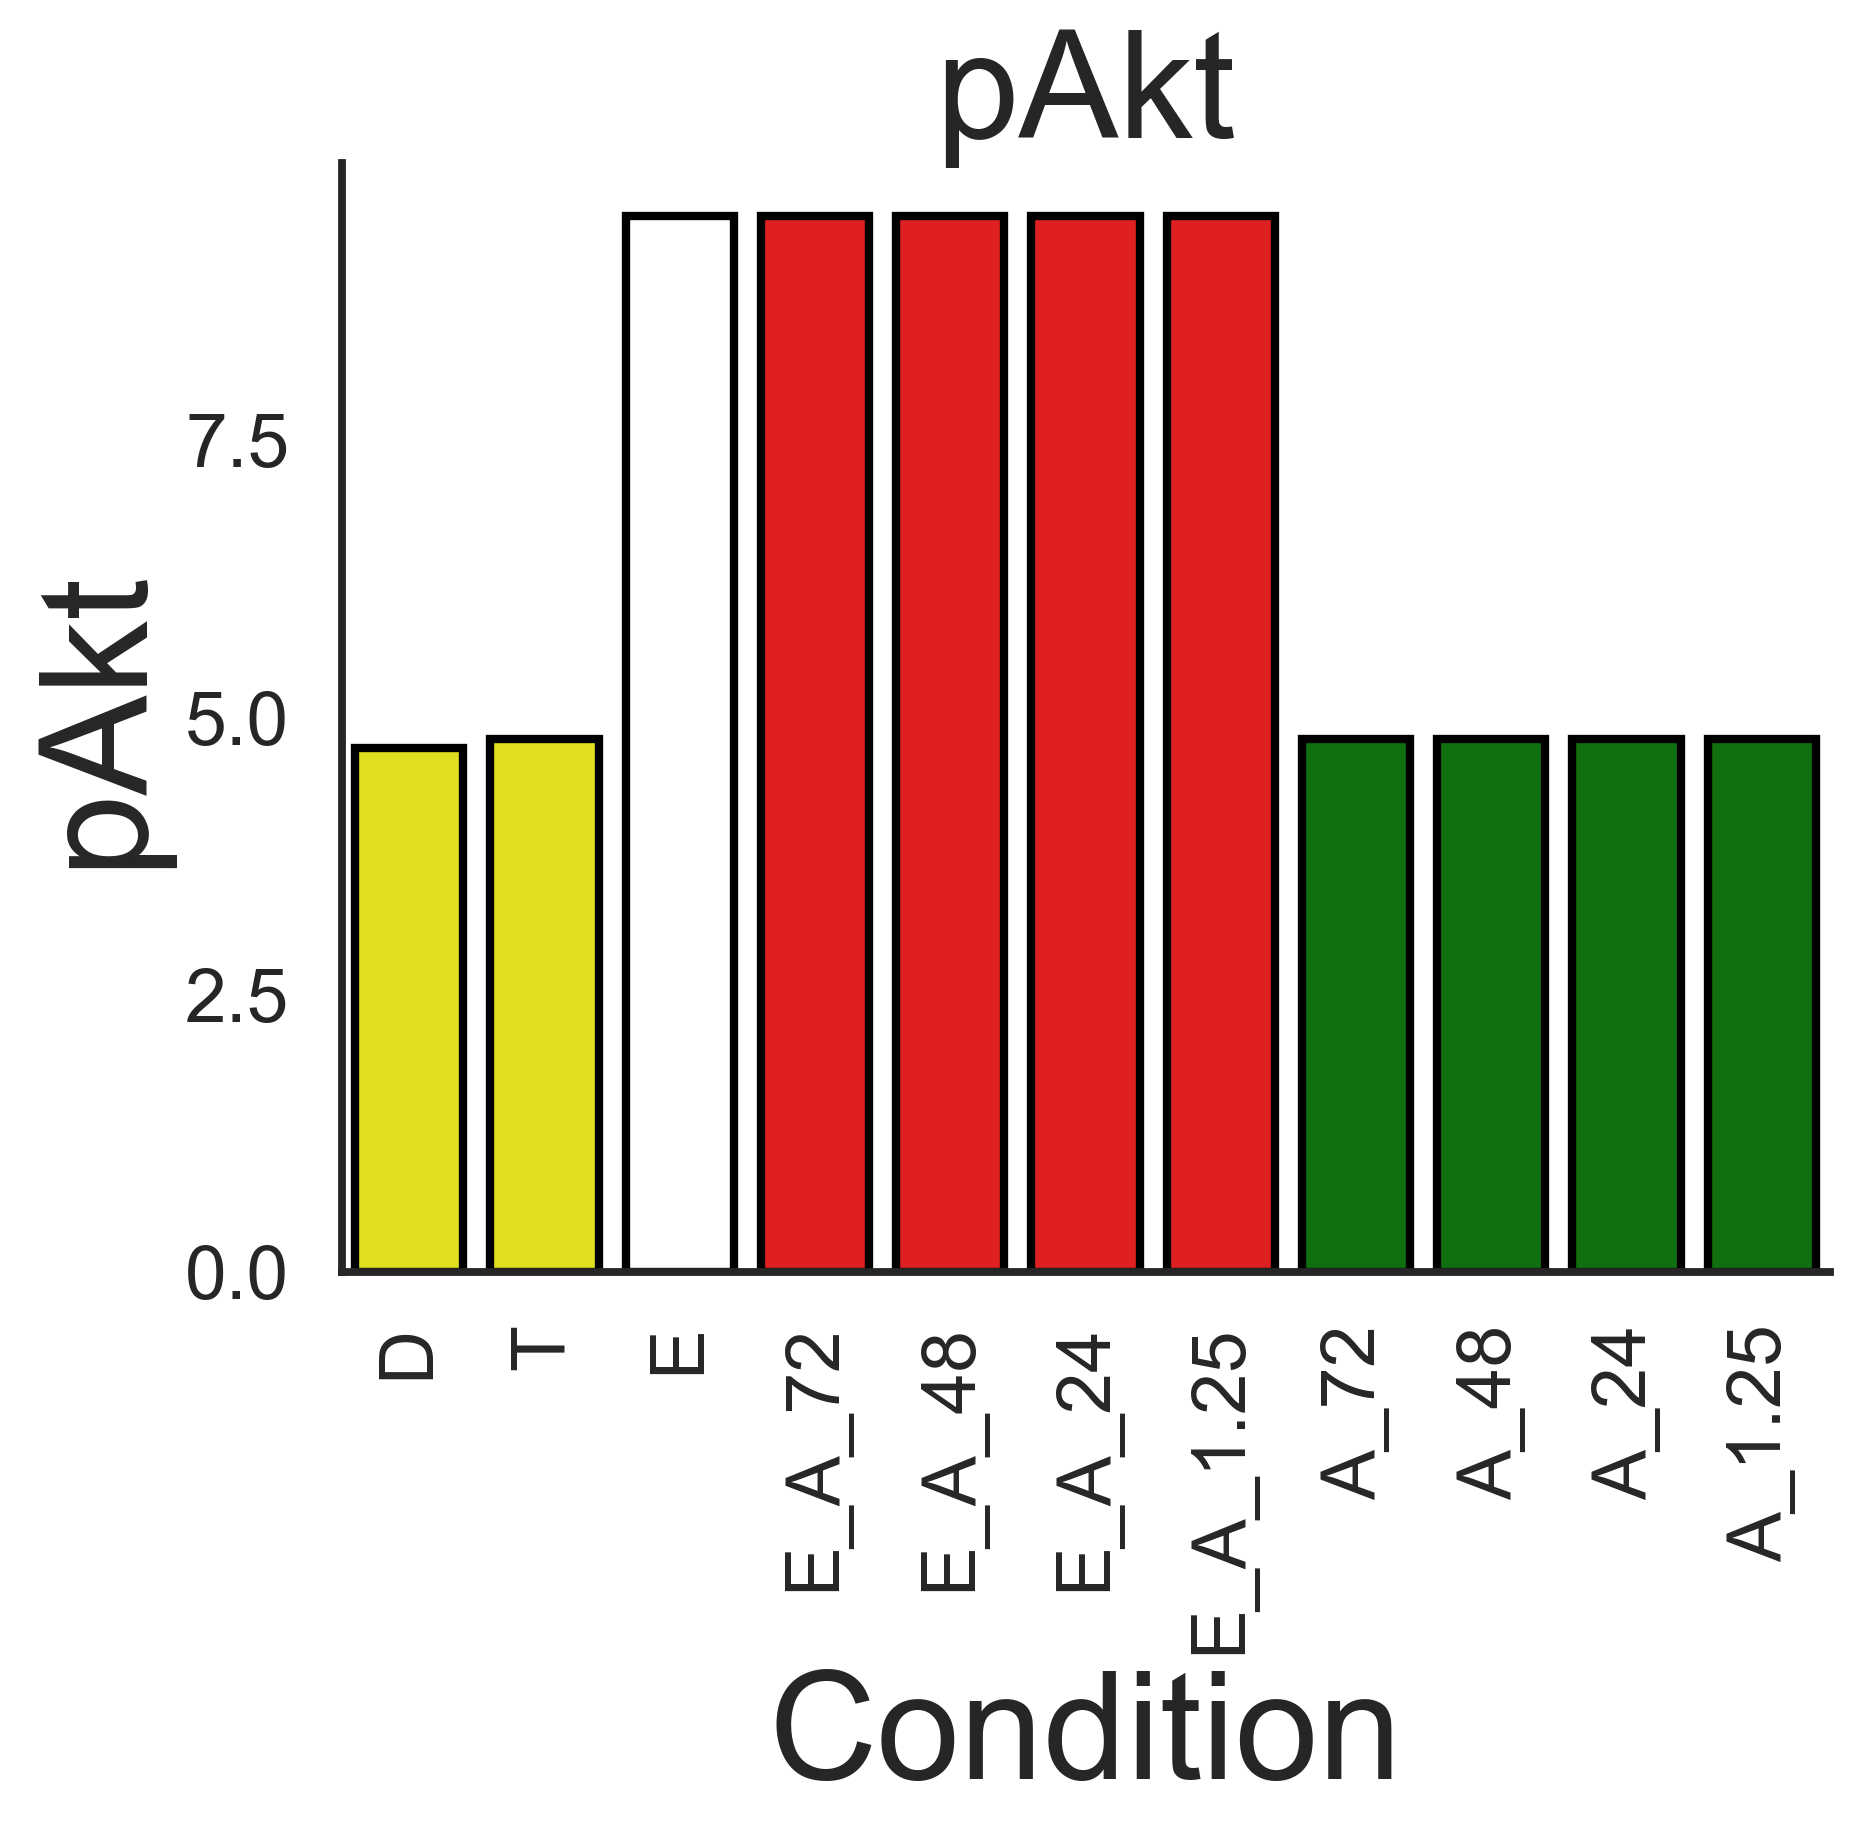 pAkt
pAkt
7.5
5.0
2.5
0.0
D
T
E
E_A_72
E_A_48
E_A_24
E_A_1.25
A_72
A_48
A_24
A_1.25
Condition